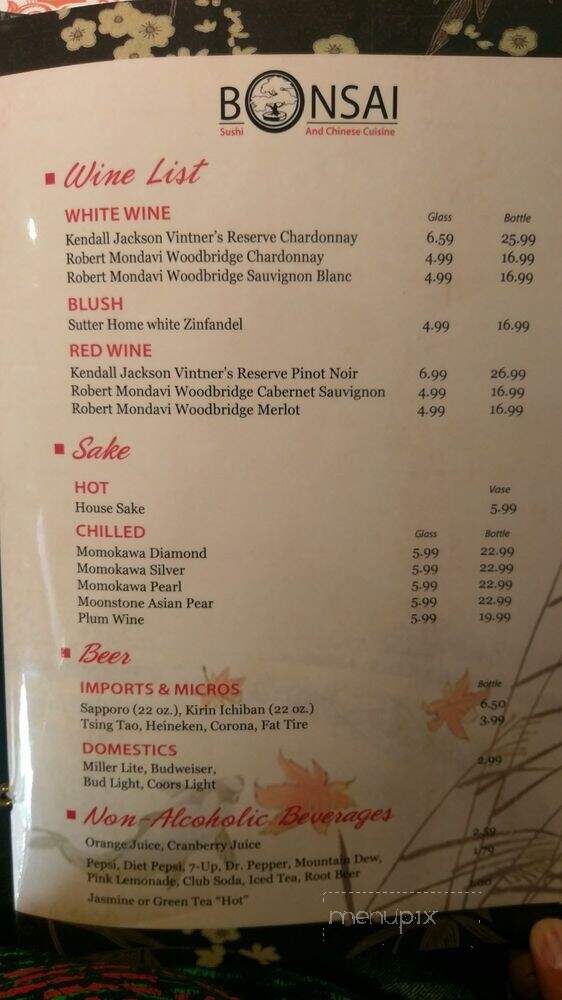 BONSAI
Sushi And Chinese Cuisine
Wine List
WHITE WINE Glass Bottle
Kendall Jackson Vintner's Reserve Chardonnay 6.59 25.99
Robert Mondavi Woodbridge Chardonnay 4.99 16.99
Robert Mondavi Woodbridge Sauvignon Blanc 4.99 16.99
BLUSH
Sutter Home white Zinfandel 4.99 16.99
RED WINE
Kendall Jackson Vintner's Reserve Pinot Noir 6.99 26.99
Robert Mondavi Woodbridge Cabernet Sauvignon 4.99 16.99
Robert Mondavi Woodbridge Merlot 4.99 16.99
Sake
HOT Vase
House Sake 5.99
CHILLED Glass Bottle
Momokawa Diamond 5.99 22.99
Momokawa Silver 5.99 22.99
Momokawa Pearl 5.99 22.99
Moonstone Asian Pear 5.99 22.99
Plum Wine 5.99 19.99
Beer
IMPORTS & MICROS Bottle
Sapporo (22 oz.), Kirin Ichiban (22 oz.) 6.50
Tsing Tao, Heineken, Corona, Fat Tire 3.99
DOMESTICS
Miller Lite, Budweiser, 2.99
Bud Light, Coors Light
Non-Alcoholic Beverages
Orange Juice, Cranberry Juice 2.59
Pepsi, Diet Pepsi, 7-Up, Dr. Pepper, Mountain Dew, 1.79
Pink Lemonade, Club Soda, Iced Tea, Root Beer
Jasmine or Green Tea "Hot"
menupix